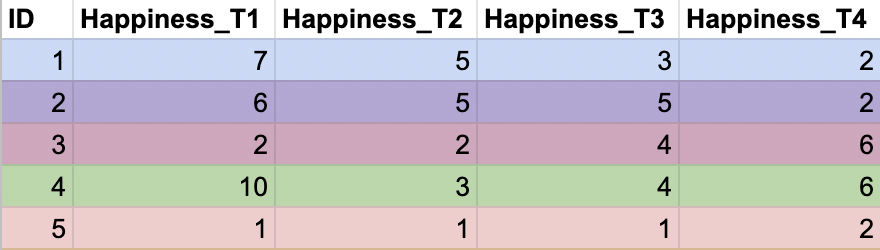 ID Happiness_T1 Happiness_T2 Happiness_T3 Happiness_T4
1 7 5 3 2
2 6 5 5 2
3 2 2 4 6
4 10 3 4 6
5 1 1 1 2